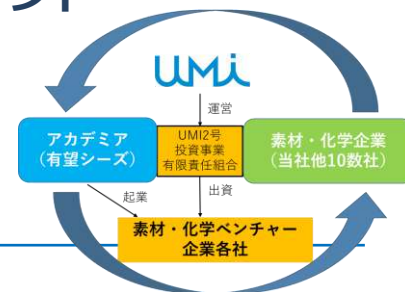 UMi
運営
アカデミア
（有望シーズ）
UMI2号
投資事業
有限責任組合
素材・化学企業
（当社他10数社）
起業
出資
素材・化学ベンチャー
企業各社